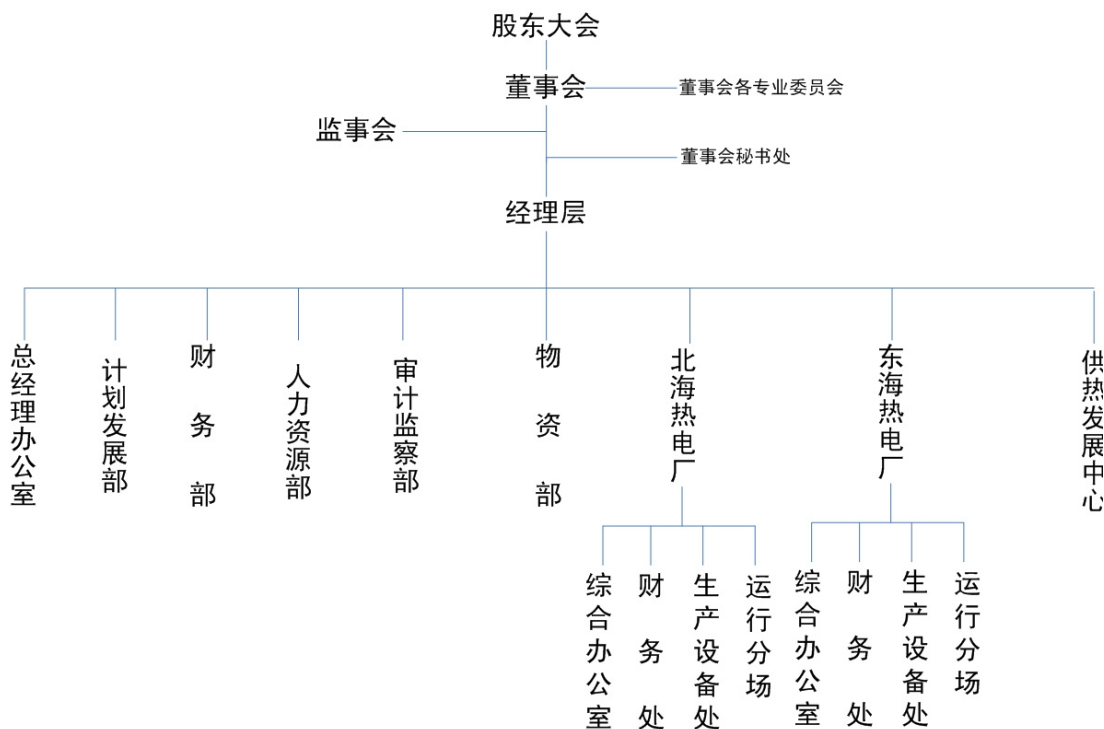 股东大会
董事会
董事会各专业委员会
监事会
董事会秘书处
经理层
总经理办公室
计划发展部
财务部
人力资源部
审计监察部
物资部
北海热电厂
东海热电厂
供热发展中心
综合办公室
财务处
生产设备处
运行分场
综合办公室
财务处
生产设备处
运行分场